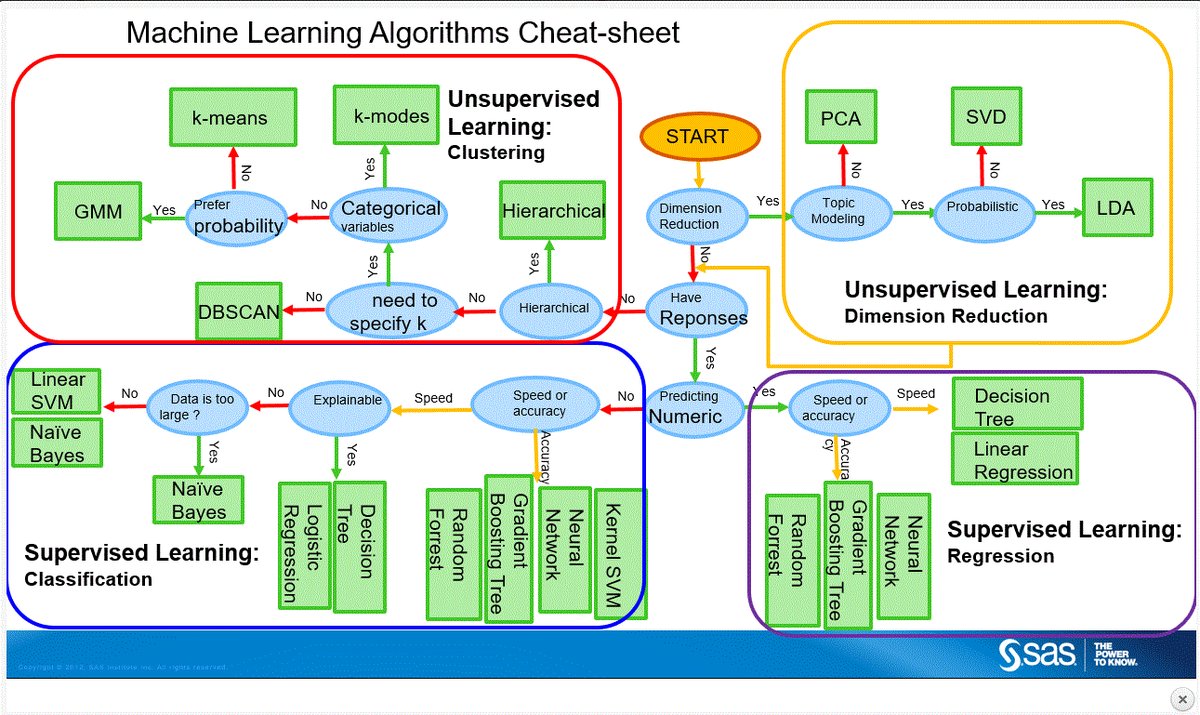 Machine Learning Algorithms Cheat-sheet
Unsupervised
Learning:
Clustering
k-means
k-modes
No
Yes
GMM
Yes
Prefer
probability
No
Categorical
variables
Hierarchical
Yes
Yes
DBSCAN
No
need to
specify k
No
Hierarchical
No
START
Dimension
Reduction
Yes
No
Have
Reponses
Yes
Predicting
Numeric
No
Yes
PCA
SVD
No
No
Topic
Modeling
Yes
Probabilistic
Yes
LDA
Unsupervised Learning:
Dimension Reduction
Linear
SVM
Naïve
Bayes
No
Data is too
large ?
No
Explainable
Speed
Speed or
accuracy
Yes
Yes
Accuracy
Naïve
Bayes
Logistic
Regression
Decision
Tree
Random
Forrest
Gradient
Boosting Tree
Neural
Network
Kernel SVM
Supervised Learning:
Classification
Speed or
accuracy
Speed
Decision
Tree
Linear
Regression
Accura
cy
Random
Forrest
Gradient
Boosting Tree
Neural
Network
Supervised Learning:
Regression
Copyright © 2012, SAS Institute Inc. All rights reserved.
sas
THE
POWER
TO KNOW.